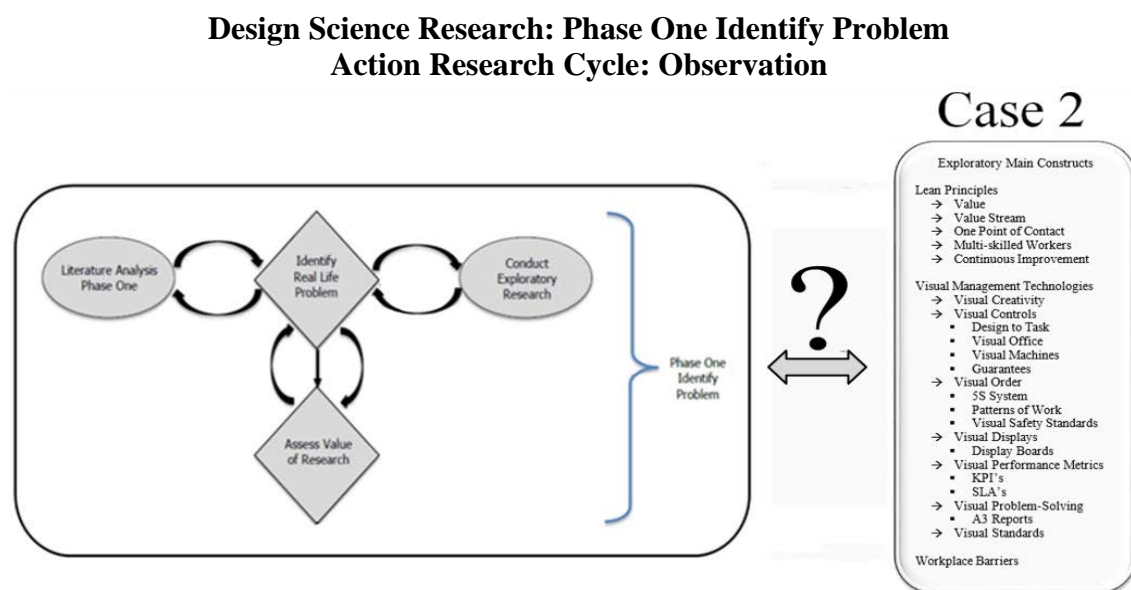 Design Science Research: Phase One Identify Problem
Action Research Cycle: Observation
Case 2
Literature Analysis
Phase One
Identify
Real Life
Problem
Conduct
Exploratory
Research
Assess Value
of Research
Phase One
Identify
Problem
?
Exploratory Main Constructs
Lean Principles
→ Value
→ Value Stream
→ One Point of Contact
→ Multi-skilled Workers
→ Continuous Improvement
Visual Management Technologies
→ Visual Creativity
→ Visual Controls
▪ Design to Task
▪ Visual Office
▪ Visual Machines
▪ Guarantees
→ Visual Order
▪ 5S System
▪ Patterns of Work
▪ Visual Safety Standards
→ Visual Displays
▪ Display Boards
→ Visual Performance Metrics
▪ KPI's
▪ SLA's
→ Visual Problem-Solving
▪ A3 Reports
→ Visual Standards
Workplace Barriers